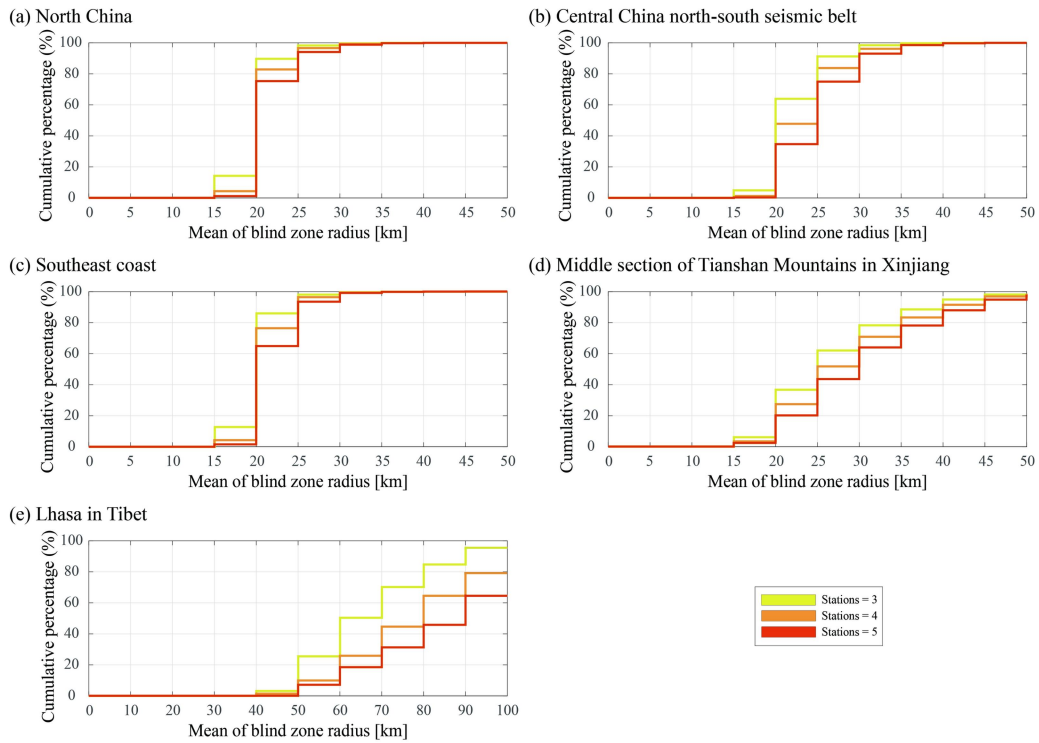 (a) North China
Cumulative percentage (%)
100
80
60
40
20
0
0 5 10 15 20 25 30 35 40 45 50
Mean of blind zone radius [km]
(b) Central China north-south seismic belt
Cumulative percentage (%)
100
80
60
40
20
0
0 5 10 15 20 25 30 35 40 45 50
Mean of blind zone radius [km]
(c) Southeast coast
Cumulative percentage (%)
100
80
60
40
20
0
0 5 10 15 20 25 30 35 40 45 50
Mean of blind zone radius [km]
(d) Middle section of Tianshan Mountains in Xinjiang
Cumulative percentage (%)
100
80
60
40
20
0
0 5 10 15 20 25 30 35 40 45 50
Mean of blind zone radius [km]
(e) Lhasa in Tibet
Cumulative percentage (%)
100
80
60
40
20
0
0 10 20 30 40 50 60 70 80 90 100
Mean of blind zone radius [km]
Stations = 3
Stations = 4
Stations = 5